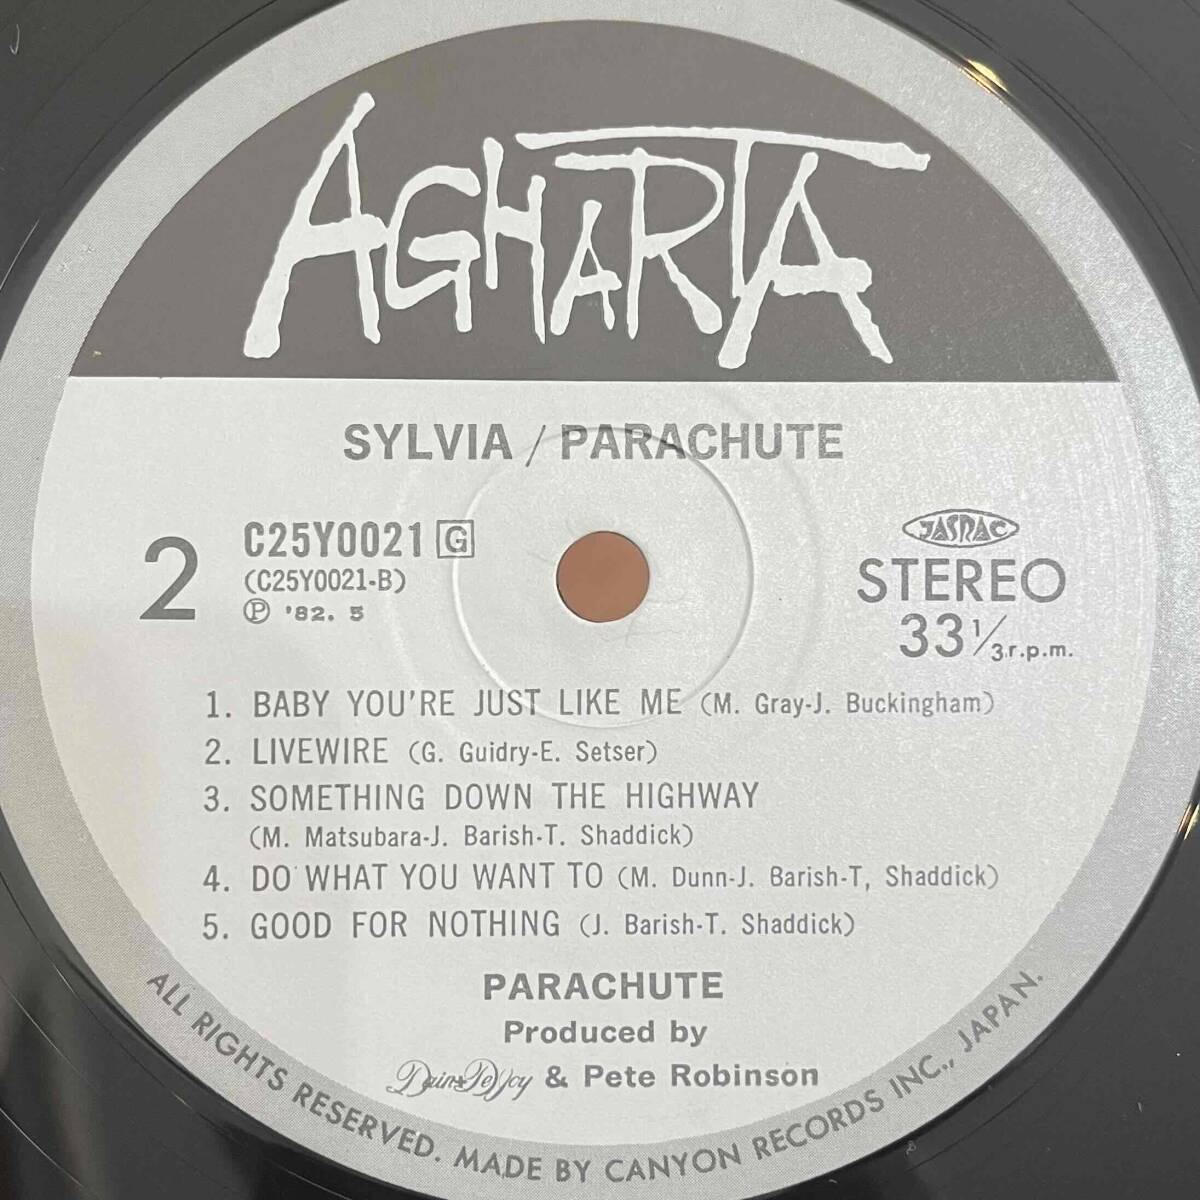 AGHARTA
SYLVIA / PARACHUTE
2
C25Y0021 G
(C25Y0021-B)
Ⓟ '82. 5
JASRAC
STEREO
33 1/3 r.p.m.
1. BABY YOU'RE JUST LIKE ME (M. Gray-J. Buckingham)
2. LIVEWIRE (G. Guidry-E. Setser)
3. SOMETHING DOWN THE HIGHWAY
(M. Matsubara-J. Barish-T. Shaddick)
4. DO WHAT YOU WANT TO (M. Dunn-J. Barish-T, Shaddick)
5. GOOD FOR NOTHING (J. Barish-T. Shaddick)
PARACHUTE
Produced by
& Pete Robinson
ALL RIGHTS RESERVED. MADE BY CANYON RECORDS INC., JAPAN.